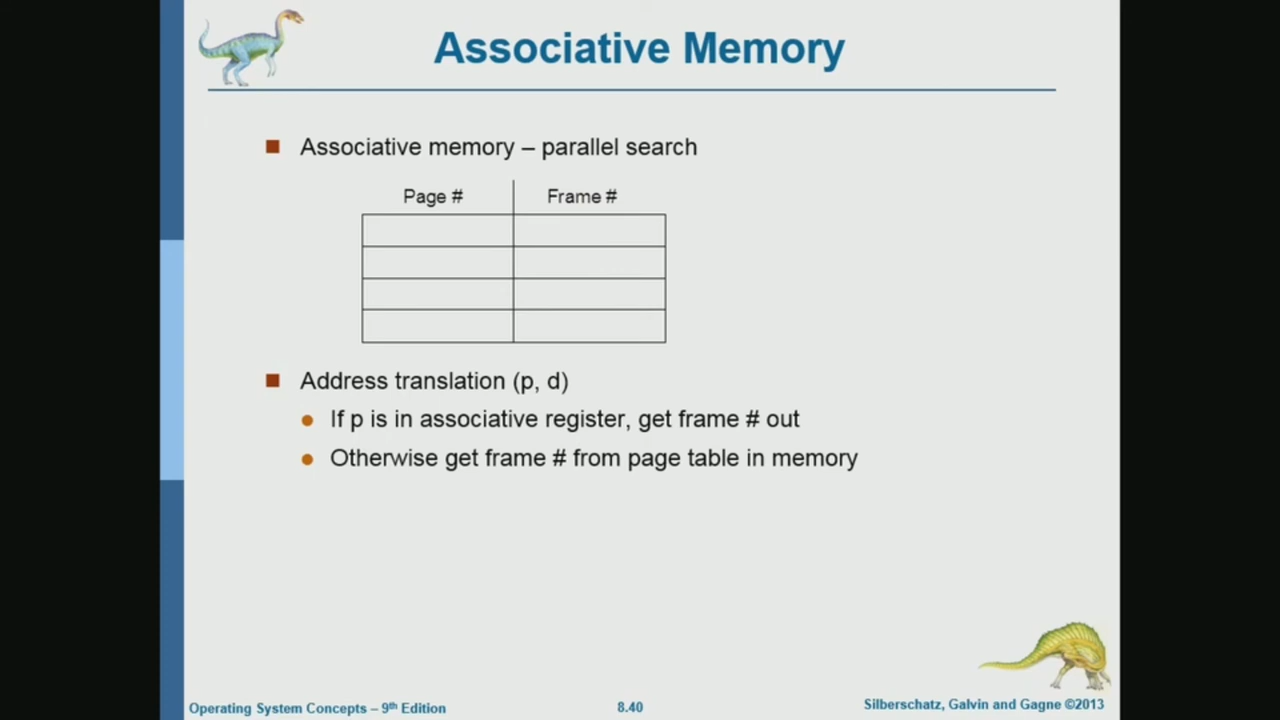 Associative Memory
■ Associative memory – parallel search
Page # Frame #
■ Address translation (p, d)
● If p is in associative register, get frame # out
● Otherwise get frame # from page table in memory
Operating System Concepts – 9th Edition 8.40 Silberschatz, Galvin and Gagne ©2013